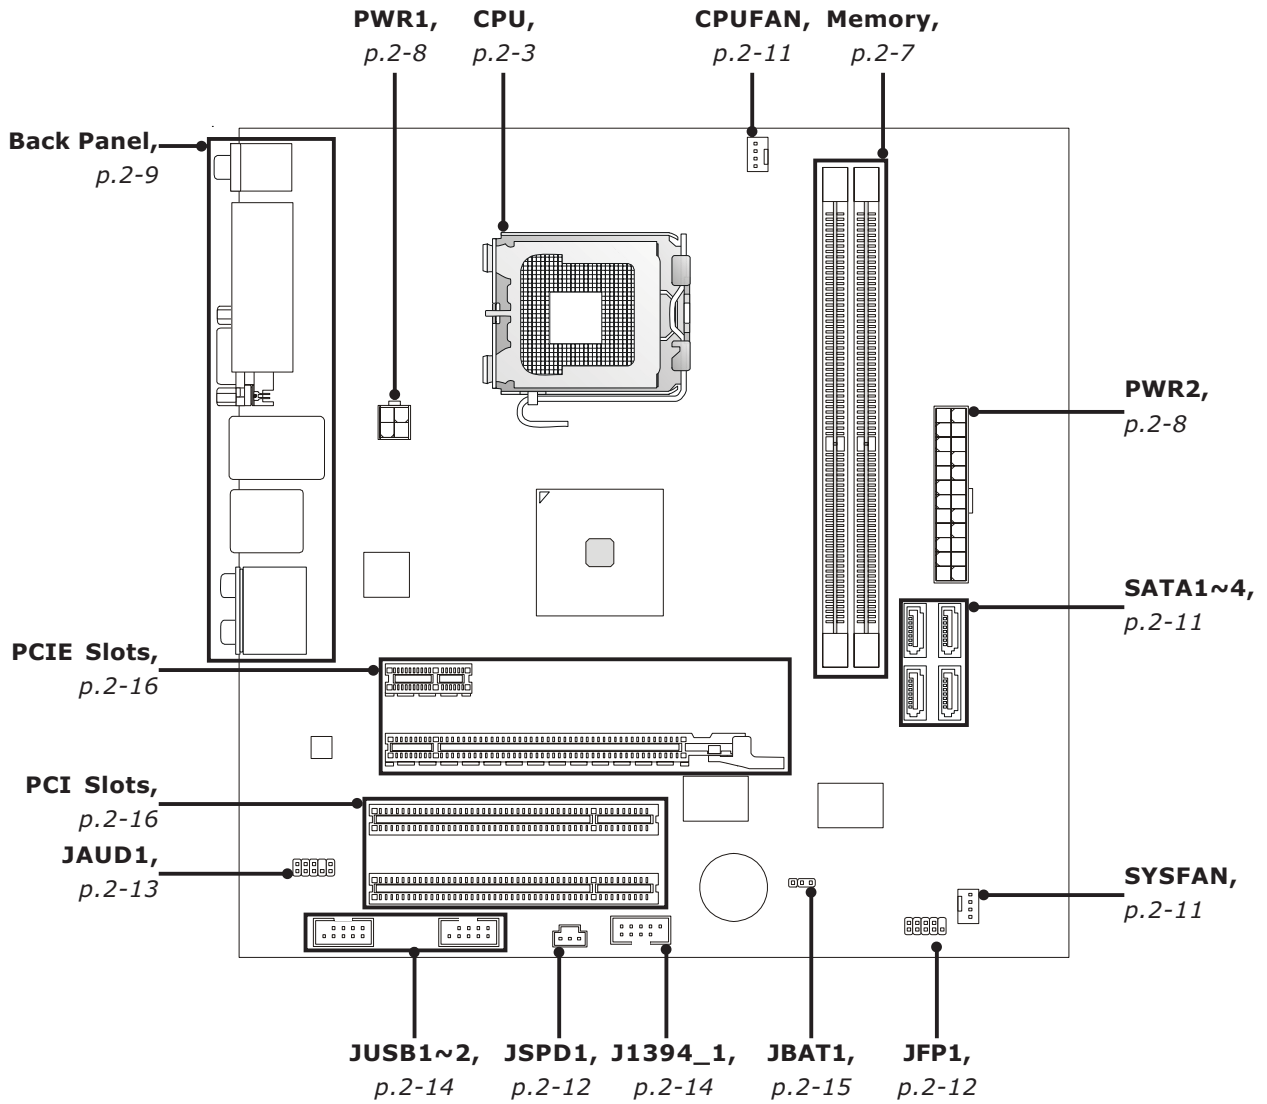 PWR1,
p.2-8
CPU,
p.2-3
CPUFAN,
p.2-11
Memory,
p.2-7
Back Panel,
p.2-9
PWR2,
p.2-8
SATA1~4,
p.2-11
PCIE Slots,
p.2-16
PCI Slots,
p.2-16
JAUD1,
p.2-13
SYSFAN,
p.2-11
JUSB1~2,
p.2-14
JSPD1,
p.2-12
J1394_1,
p.2-14
JBAT1,
p.2-15
JFP1,
p.2-12